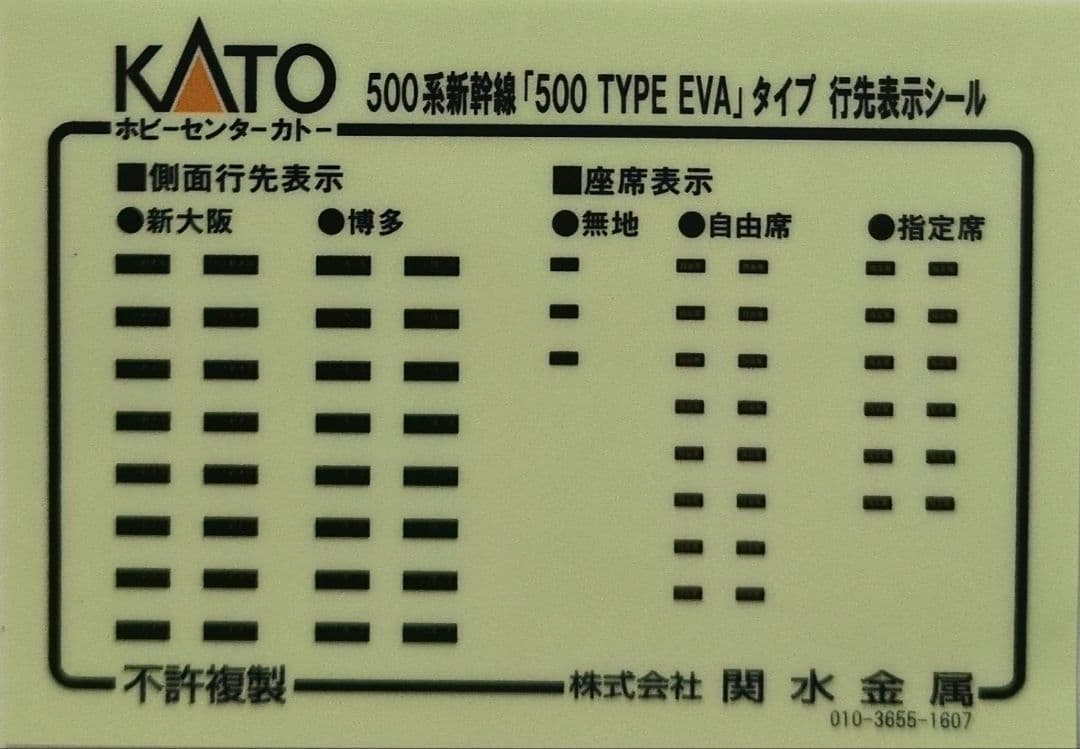 KATO
500系新幹線「500 TYPE EVA」タイプ 行先表示シール
ホビーセンターカトー
■側面行先表示 ■座席表示
●新大阪 ●博多 ●無地 ●自由席 ●指定席
不許複製 株式会社 関水金属
010-3655-1607